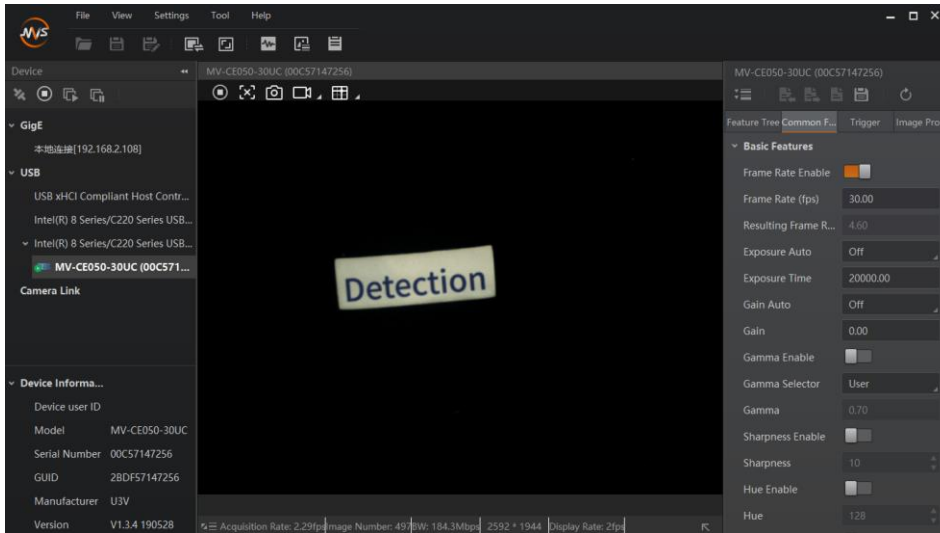 MVS
File View Settings Tool Help
Device
MV-CE050-30UC (00C57147256)
MV-CE050-30UC (00C57147256)
Feature Tree Common F... Trigger Image Pro
GigE
本地连接[192.168.2.108]
USB
USB xHCI Compliant Host Contr...
Intel(R) 8 Series/C220 Series USB...
Intel(R) 8 Series/C220 Series USB...
MV-CE050-30UC (00C571...
Camera Link
Detection
Basic Features
Frame Rate Enable
Frame Rate (fps) 30.00
Resulting Frame R... 4.60
Exposure Auto Off
Exposure Time 20000.00
Gain Auto Off
Gain 0.00
Gamma Enable
Gamma Selector User
Gamma 0.70
Sharpness Enable
Sharpness 10
Hue Enable
Hue 128
Device Informa...
Device user ID
Model MV-CE050-30UC
Serial Number 00C57147256
GUID 2BDF57147256
Manufacturer U3V
Version V1.3.4 190528
Acquisition Rate: 2.29fps Image Number: 497 BW: 184.3Mbps 2592 * 1944 Display Rate: 2fps